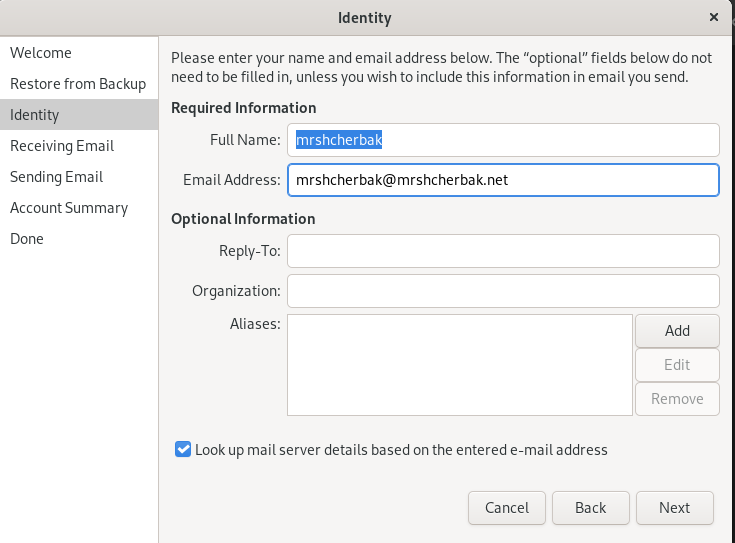 Identity
Welcome
Restore from Backup
Identity
Receiving Email
Sending Email
Account Summary
Done
Please enter your name and email address below. The “optional” fields below do not
need to be filled in, unless you wish to include this information in email you send.
Required Information
Full Name: mrshcherbak
Email Address: mrshcherbak@mrshcherbak.net
Optional Information
Reply-To:
Organization:
Aliases:
Add
Edit
Remove
Look up mail server details based on the entered e-mail address
Cancel Back Next